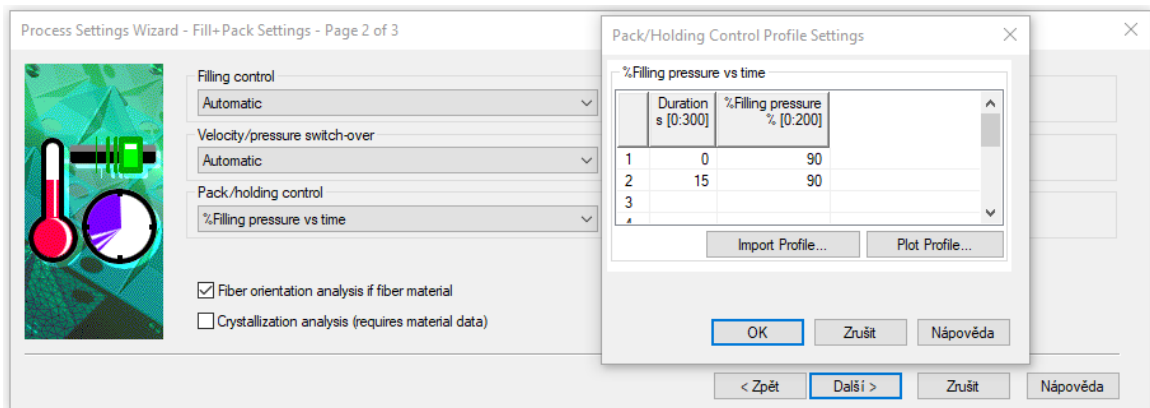 Process Settings Wizard - Fill+Pack Settings - Page 2 of 3
Filling control
Automatic
Velocity/pressure switch-over
Automatic
Pack/holding control
%Filling pressure vs time
Fiber orientation analysis if fiber material
Crystallization analysis (requires material data)
< Zpět
Další >
Zrušit
Nápověda
Pack/Holding Control Profile Settings
%Filling pressure vs time
Duration %Filling pressure
s [0:300] % [0:200]
1 0 90
2 15 90
3
4
Import Profile...
Plot Profile...
OK
Zrušit
Nápověda